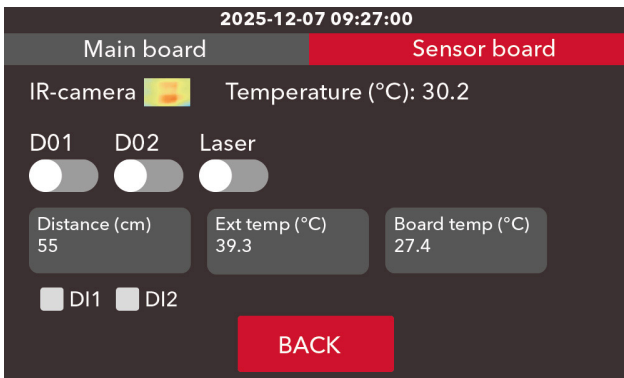 2025-12-07 09:27:00
Main board Sensor board
IR-camera Temperature (°C): 30.2
D01 D02 Laser
Distance (cm) Ext temp (°C) Board temp (°C)
55 39.3 27.4
DI1 DI2
BACK